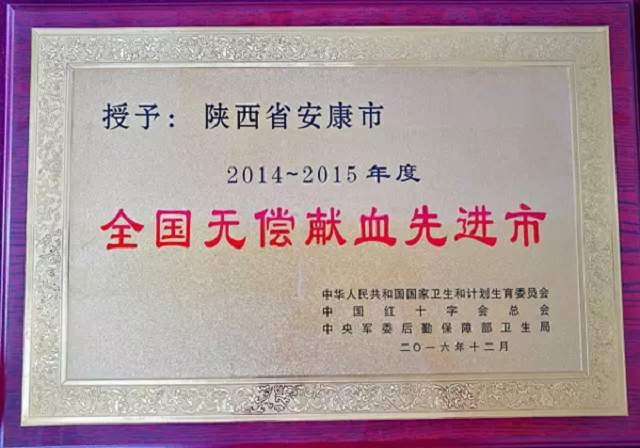 授予：陕西省安康市
2014~2015年度
全国无偿献血先进市
中华人民共和国国家卫生和计划生育委员会
中国红十字会总会
中央军委后勤保障部卫生局
二〇一六年十二月